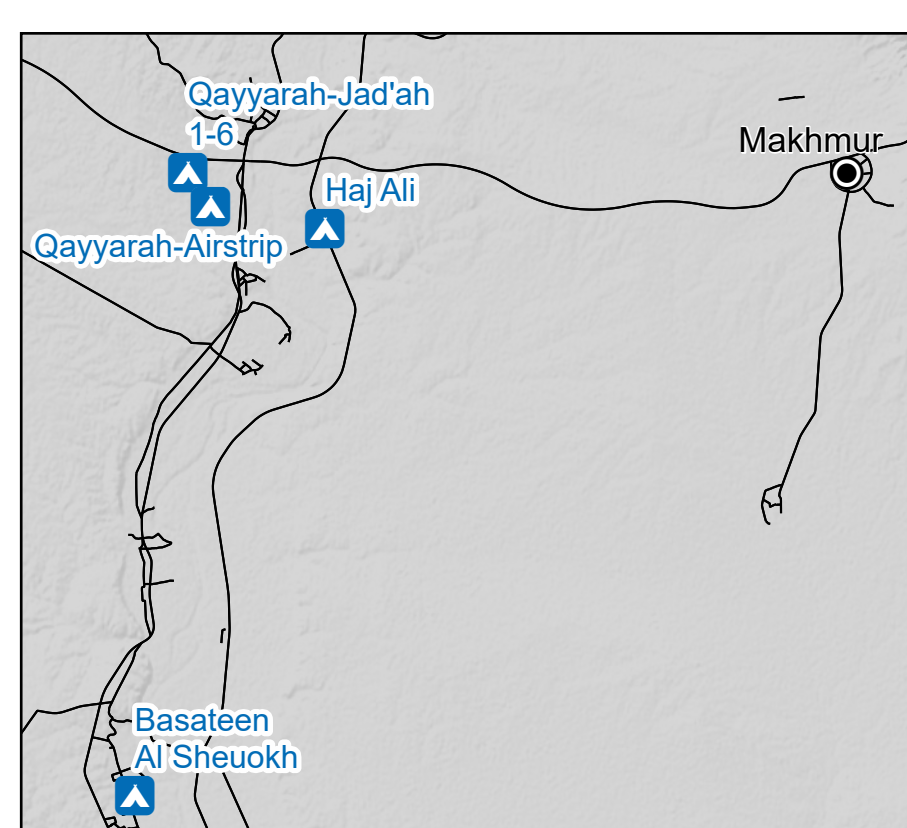 Qayyarah-Jad'ah
1-6
Makhmur
Haj Ali
Qayyarah-Airstrip
Basateen
Al Sheuokh